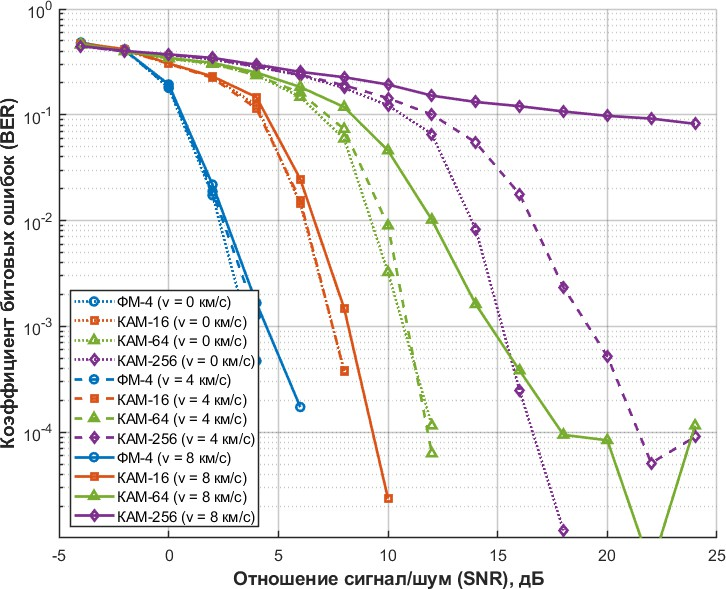 Коэффициент битовых ошибок (BER)
10⁰
10⁻¹
10⁻²
10⁻³
10⁻⁴
ФМ-4 (v = 0 км/с)
КАМ-16 (v = 0 км/с)
КАМ-64 (v = 0 км/с)
КАМ-256 (v = 0 км/с)
ФМ-4 (v = 4 км/с)
КАМ-16 (v = 4 км/с)
КАМ-64 (v = 4 км/с)
КАМ-256 (v = 4 км/с)
ФМ-4 (v = 8 км/с)
КАМ-16 (v = 8 км/с)
КАМ-64 (v = 8 км/с)
КАМ-256 (v = 8 км/с)
-5 0 5 10 15 20 25
Отношение сигнал/шум (SNR), дБ